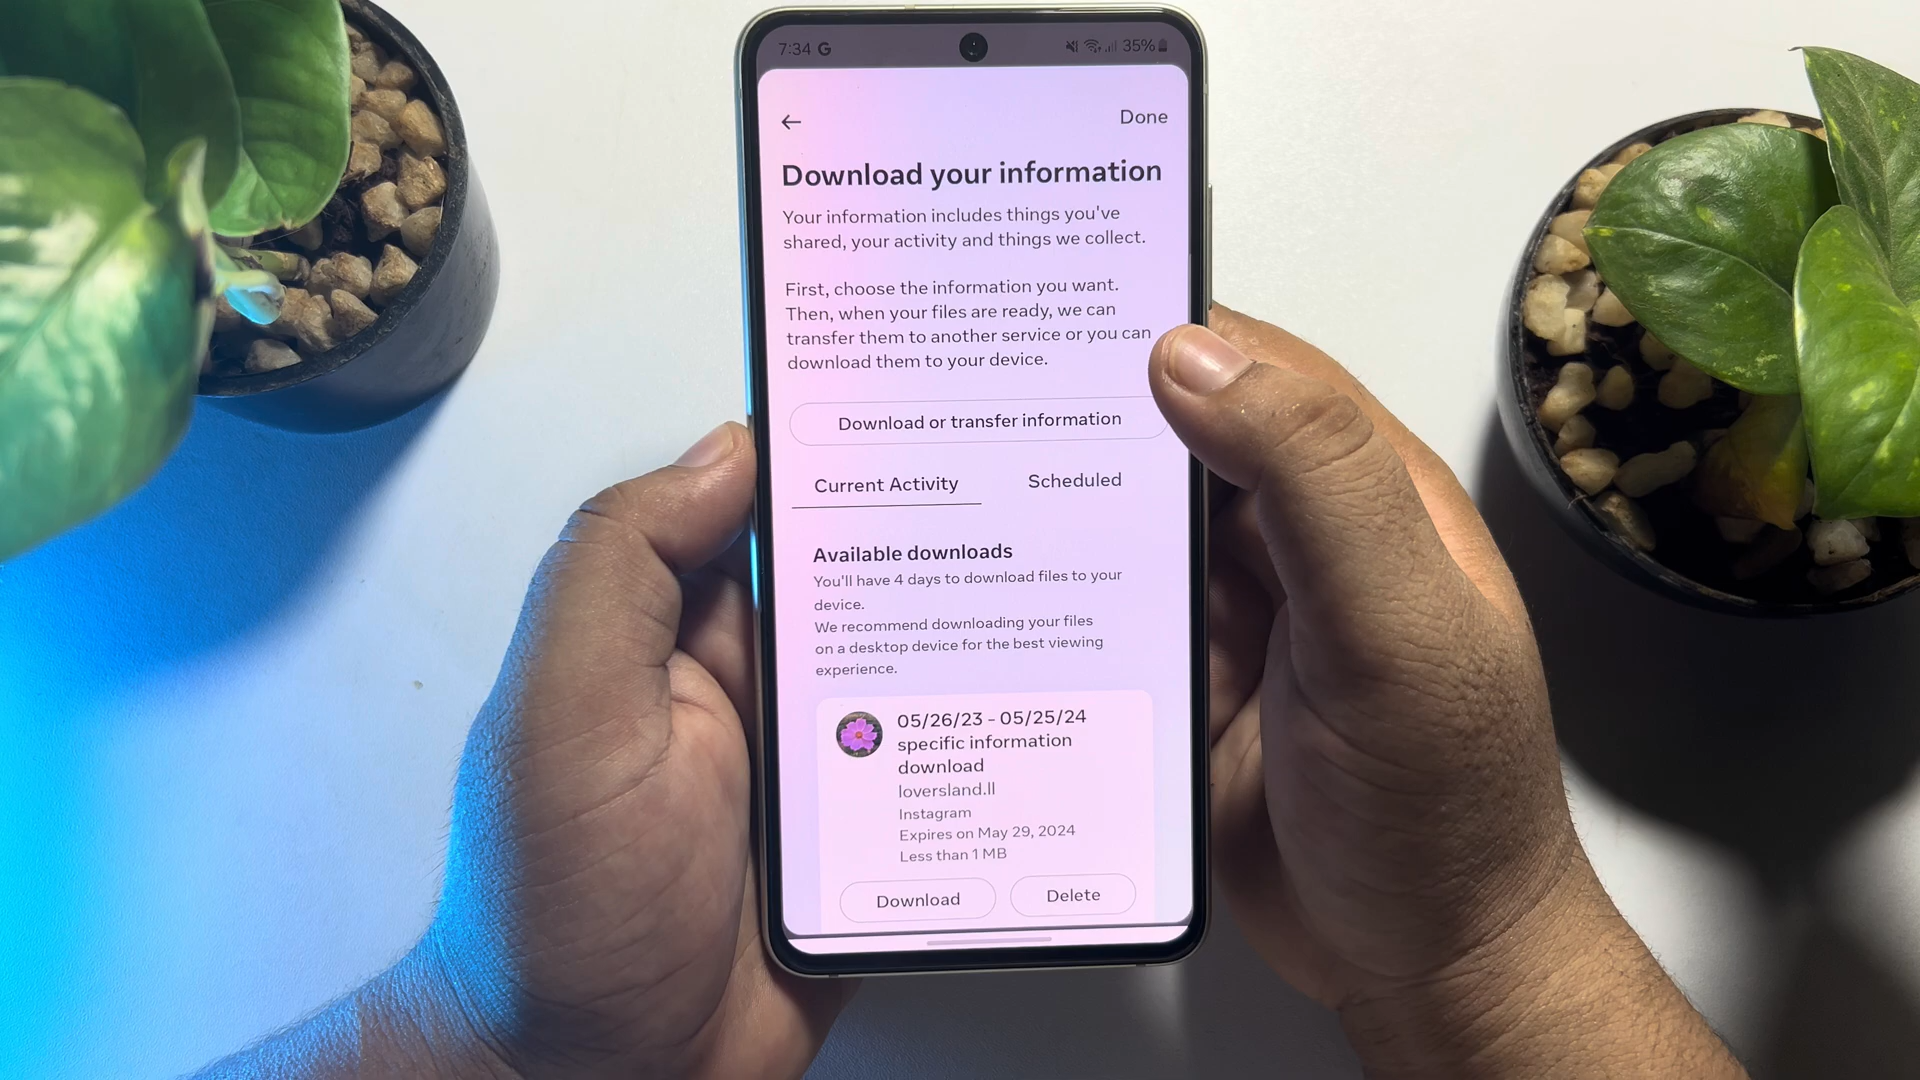 7:34 G 35%
Done
Download your information
Your information includes things you've
shared, your activity and things we collect.
First, choose the information you want.
Then, when your files are ready, we can
transfer them to another service or you can
download them to your device.
Download or transfer information
Current Activity Scheduled
Available downloads
You'll have 4 days to download files to your
device.
We recommend downloading your files
on a desktop device for the best viewing
experience.
05/26/23 - 05/25/24
specific information
download
loversland.ll
Instagram
Expires on May 29, 2024
Less than 1 MB
Download Delete